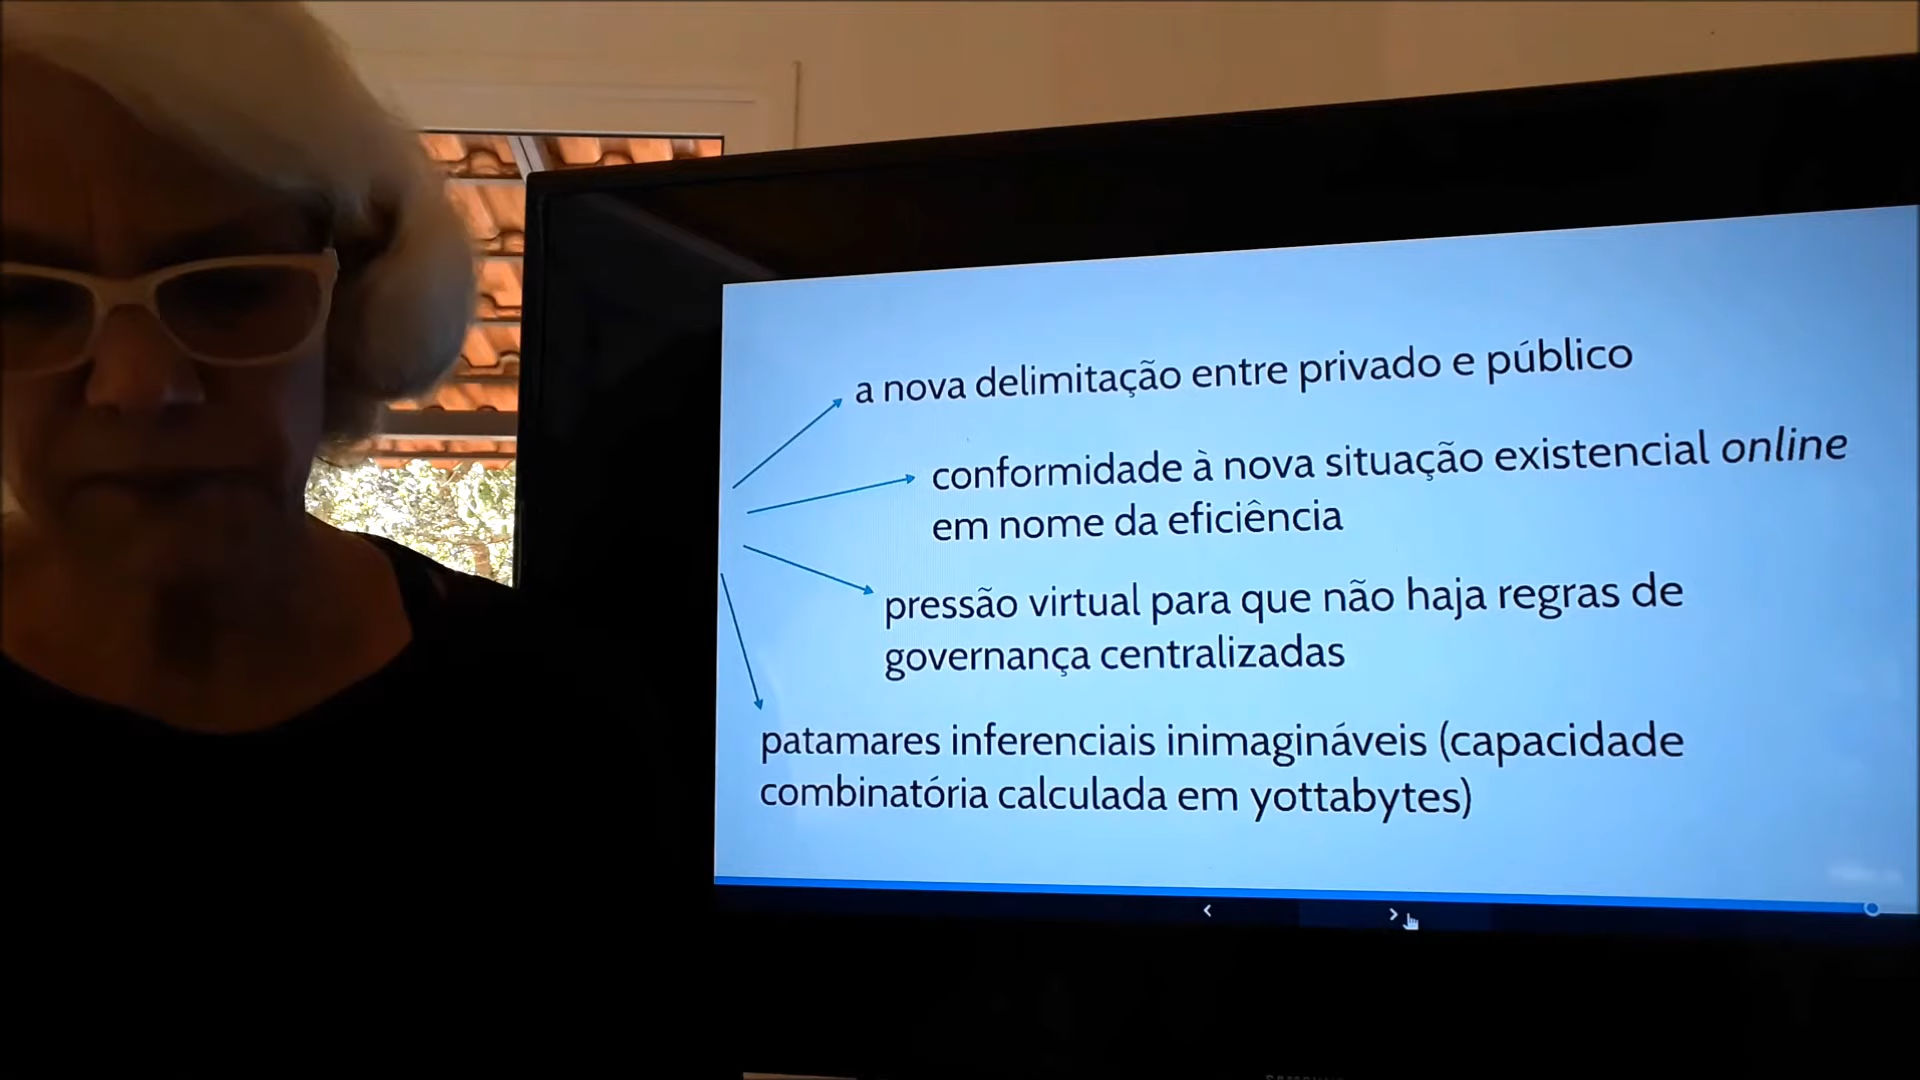 a nova delimitação entre privado e público
conformidade à nova situação existencial online
em nome da eficiência
pressão virtual para que não haja regras de
governança centralizadas
patamares inferenciais inimagináveis (capacidade
combinatória calculada em yottabytes)